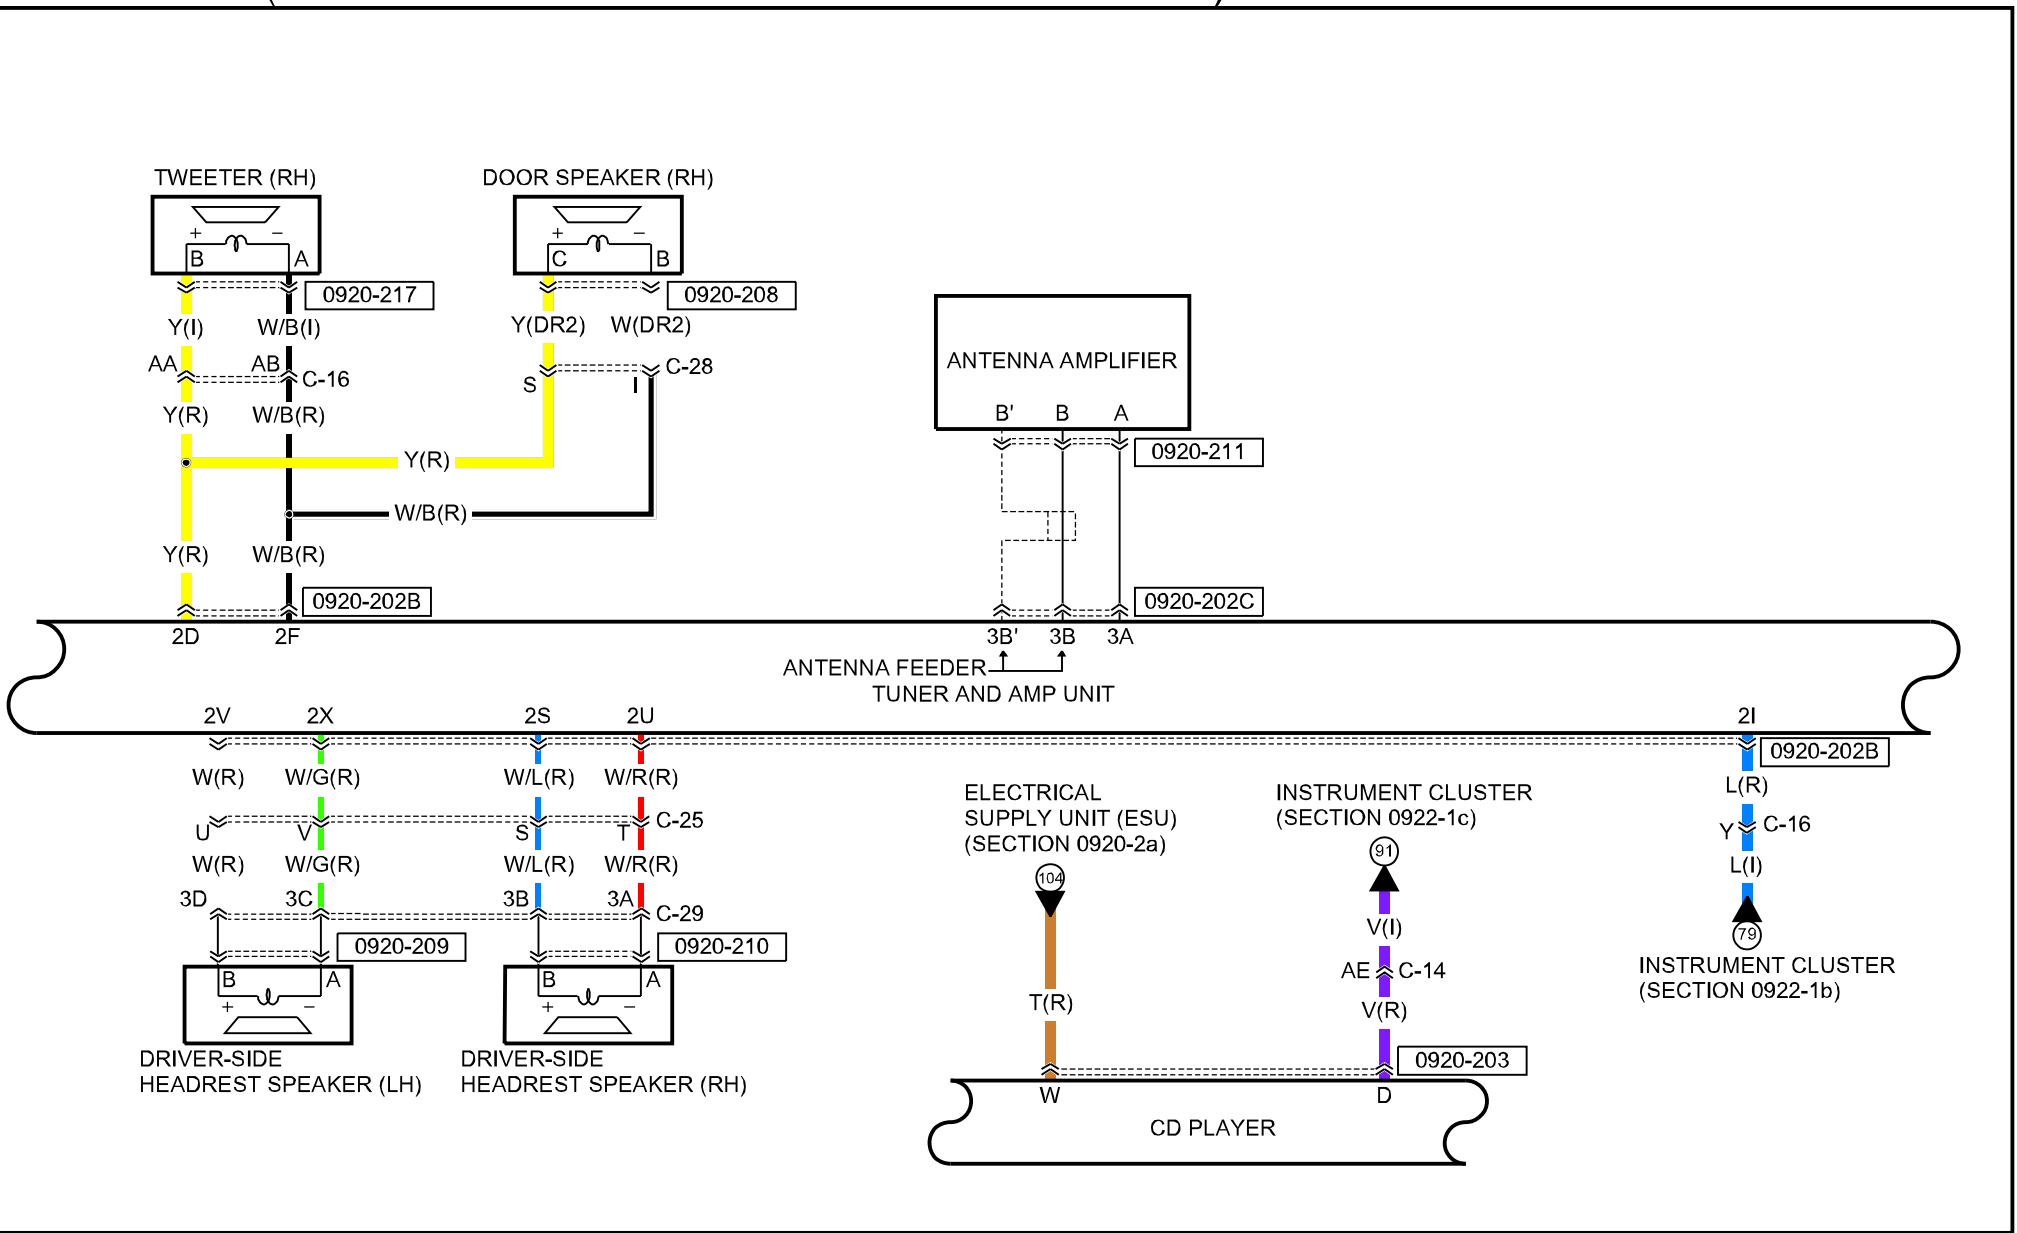 TWEETER (RH)
DOOR SPEAKER (RH)
+ −
+ −
B A
C B
0920-217
0920-208
Y(I) W/B(I)
Y(DR2) W(DR2)
AA AB C-16
S I C-28
ANTENNA AMPLIFIER
Y(R) W/B(R)
B' B A
Y(R)
0920-211
W/B(R)
Y(R) W/B(R)
0920-202B
0920-202C
2D 2F
3B' 3B 3A
ANTENNA FEEDER
TUNER AND AMP UNIT
2V 2X 2S 2U 2I
0920-202B
W(R) W/G(R) W/L(R) W/R(R)
L(R)
U V S T C-25
Y C-16
W(R) W/G(R) W/L(R) W/R(R)
L(I)
3D 3C 3B 3A C-29
79
INSTRUMENT CLUSTER
(SECTION 0922-1b)
0920-209
0920-210
B A
B A
+ −
+ −
DRIVER-SIDE
HEADREST SPEAKER (LH)
DRIVER-SIDE
HEADREST SPEAKER (RH)
ELECTRICAL
SUPPLY UNIT (ESU)
(SECTION 0920-2a)
104
T(R)
INSTRUMENT CLUSTER
(SECTION 0922-1c)
91
V(I)
AE C-14
V(R)
0920-203
W D
CD PLAYER